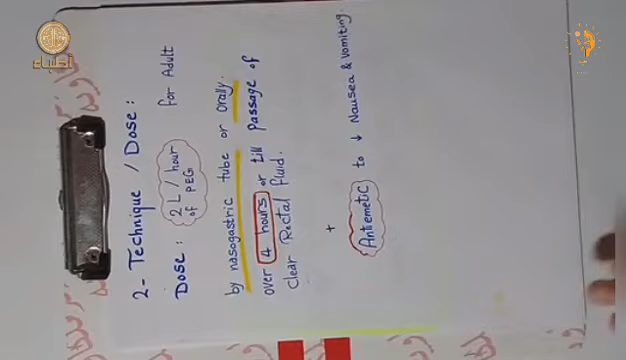 2- Technique / Dose :
Dose : 2 L / hour of PEG for Adult
by nasogastric tube or orally.
over 4 hours or till passage of
clear Rectal Fluid.
+
Antiemetic to ↓ Nausea & Vomiting.
أطباء